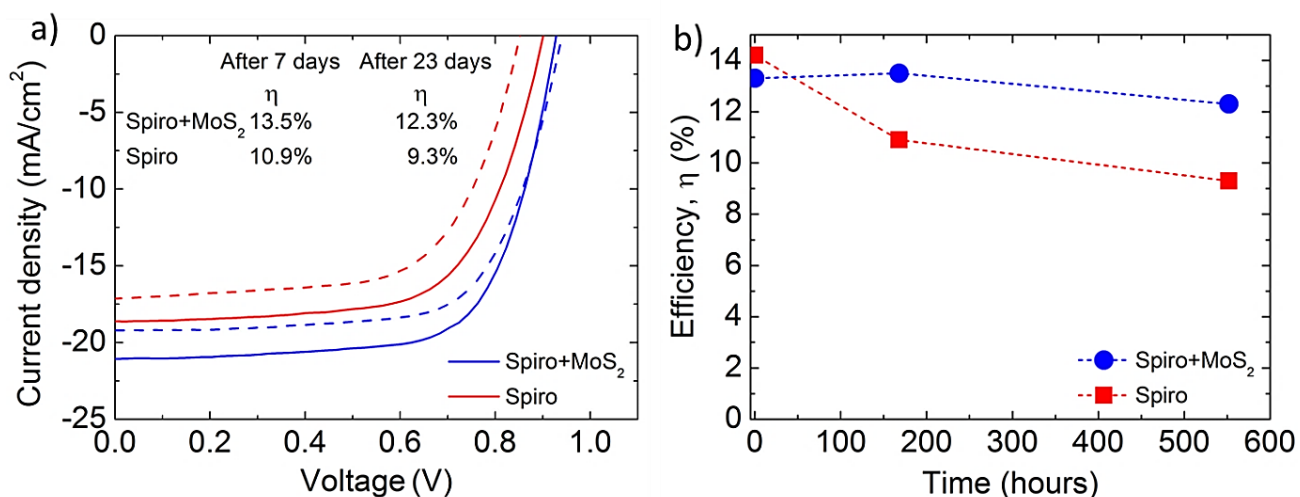 a)
0
-5
-10
-15
-20
-25
Current density (mA/cm²)
After 7 days After 23 days
η η
Spiro+MoS₂ 13.5% 12.3%
Spiro 10.9% 9.3%
Spiro+MoS₂
Spiro
0.0 0.2 0.4 0.6 0.8 1.0
Voltage (V)
b)
14
12
10
8
6
4
2
0
Efficiency, η (%)
Spiro+MoS₂
Spiro
0 100 200 300 400 500 600
Time (hours)